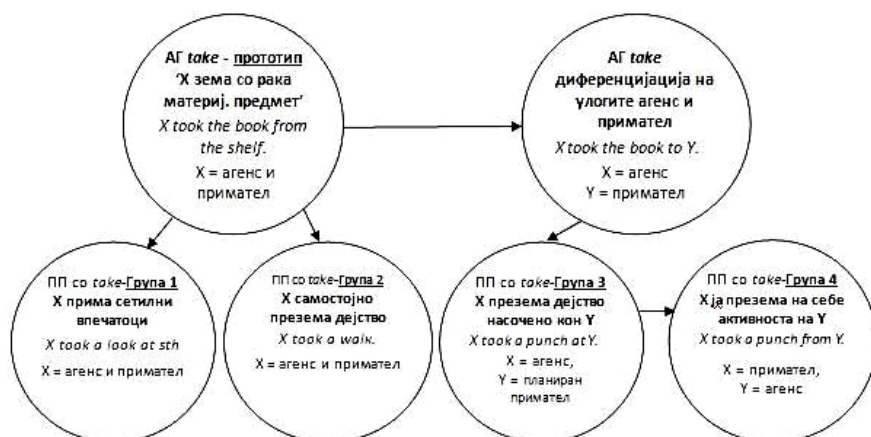 АГ take - прототип
‘Х зема со рака
материј. предмет’
X took the book from
the shelf.
X = агенс и
примател
АГ take
диференцијација на
улогите агенс и
примател
X took the book to Y.
X = агенс
Y = примател
ПП со take-Група 1
X прима сетилни
впечатоци
X took a look at sth
X = агенс и примател
ПП со take-Група 2
X самостојно
презема дејство
X took a walk.
X = агенс и примател
ПП со take-Група 3
X презема дејство
насочено кон Y
X took a punch at Y.
X = агенс,
Y = планиран
примател
ПП со take-Група 4
X ја презема на себе
активноста на Y
X took a punch from Y.
X = примател,
Y = агенс